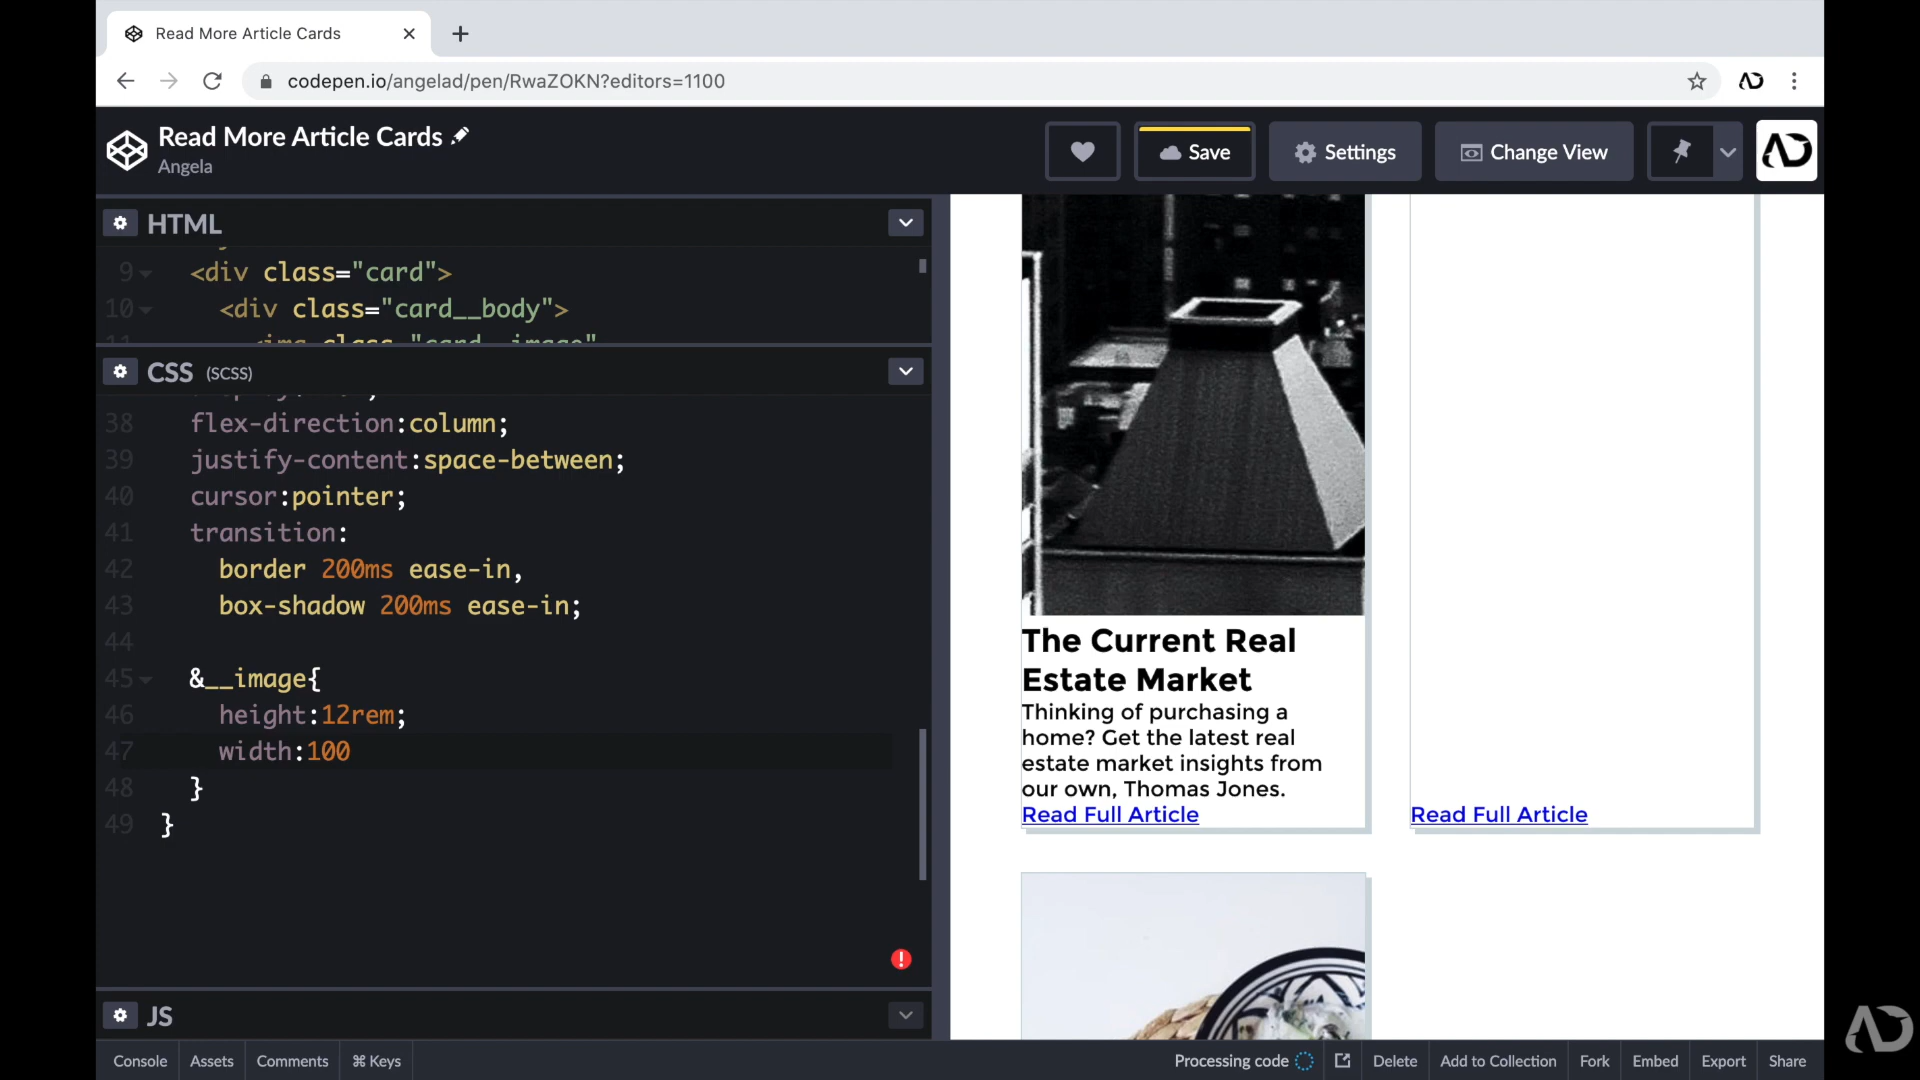 Read More Article Cards
codepen.io/angelad/pen/RwaZOKN?editors=1100
Read More Article Cards
Angela
Save
Settings
Change View
HTML
9 <div class="card">
10 <div class="card__body">
11 <img class="card__image"
CSS (SCSS)
38 flex-direction:column;
39 justify-content:space-between;
40 cursor:pointer;
41 transition:
42 border 200ms ease-in,
43 box-shadow 200ms ease-in;
44
45 &__image{
46 height:12rem;
47 width:100
48 }
49 }
JS
The Current Real
Estate Market
Thinking of purchasing a
home? Get the latest real
estate market insights from
our own, Thomas Jones.
Read Full Article
Read Full Article
Console Assets Comments ⌘ Keys
Processing code Delete Add to Collection Fork Embed Export Share